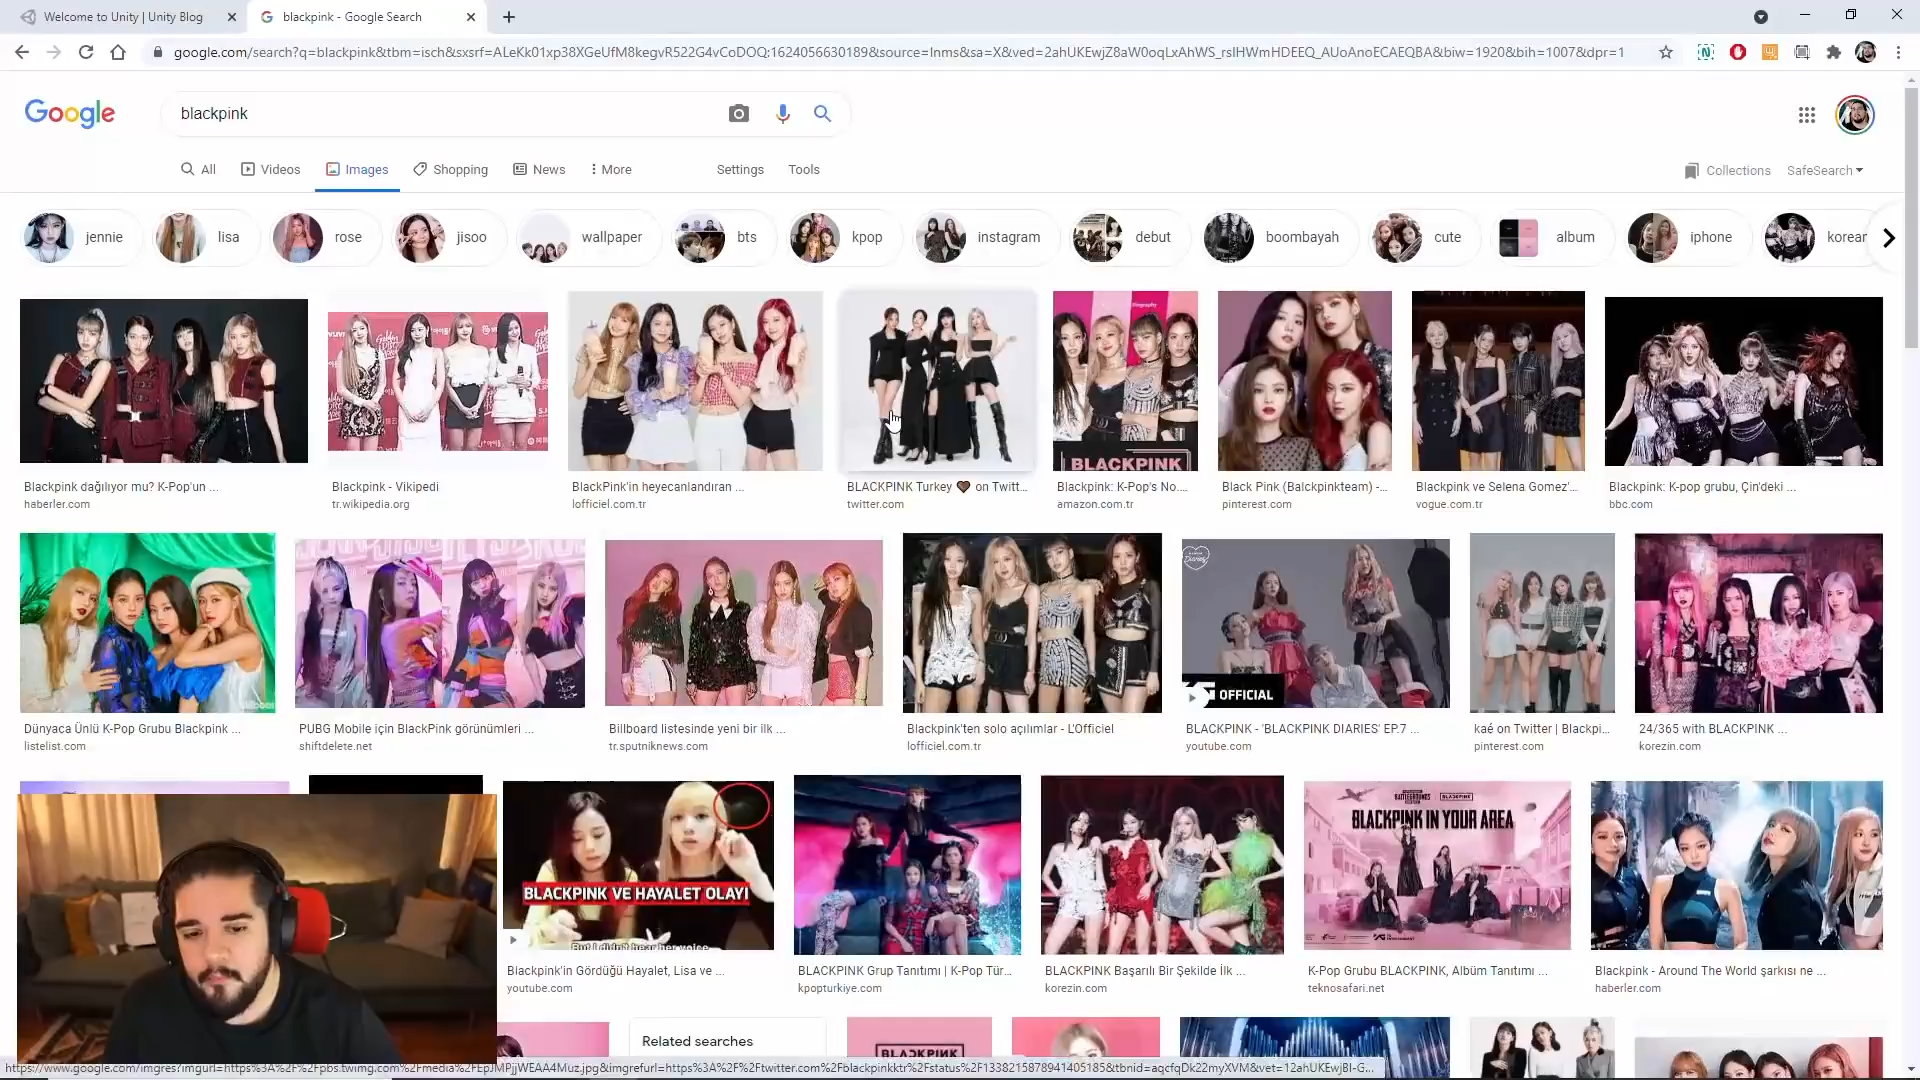 Welcome to Unity | Unity Blog
blackpink - Google Search
google.com/search?q=blackpink&tbm=isch&sxsrf=ALeKk01xp38XGeUfM8kegvR522G4vCoDOQ:1624056630189&source=lnms&sa=X&ved=2ahUKEwjZ8aW0oqLxAhWS_rsIHWmHDEEQ_AUoAnoECAEQBA&biw=1920&bih=1007&dpr=1
Google
blackpink
All
Videos
Images
Shopping
News
More
Settings
Tools
Collections
SafeSearch
jennie
lisa
rose
jisoo
wallpaper
bts
kpop
instagram
debut
boombayah
cute
album
iphone
korear
BLACKPINK
Blackpink dağılıyor mu? K-Pop'un ...
haberler.com
Blackpink - Vikipedi
tr.wikipedia.org
BlackPink'in heyecanlandıran ...
lofficiel.com.tr
BLACKPINK Turkey 🖤 on Twitt...
twitter.com
Blackpink: K-Pop's No....
amazon.com.tr
Black Pink (Balckpinkteam) -...
pinterest.com
Blackpink ve Selena Gomez'...
vogue.com.tr
Blackpink: K-pop grubu, Çin'deki ...
bbc.com
OFFICIAL
Dünyaca Ünlü K-Pop Grubu Blackpink ...
listelist.com
PUBG Mobile için BlackPink görünümleri ...
shiftdelete.net
Billboard listesinde yeni bir ilk ...
tr.sputniknews.com
Blackpink'ten solo açılımlar - L'Officiel
lofficiel.com.tr
BLACKPINK - 'BLACKPINK DIARIES' EP.7 ...
youtube.com
kaé on Twitter | Blackpi...
pinterest.com
24/365 with BLACKPINK ...
korezin.com
BLACKPINK VE HAYALET OLAYI
But I didn't hear her voice
BLACKPINK
BLACKPINK IN YOUR AREA
Blackpink'in Gördüğü Hayalet, Lisa ve ...
youtube.com
BLACKPINK Grup Tanıtımı | K-Pop Tür...
kpopturkiye.com
BLACKPINK Başarılı Bir Şekilde İlk ...
korezin.com
K-Pop Grubu BLACKPINK, Albüm Tanıtımı ...
teknosafari.net
Blackpink - Around The World şarkısı ne ...
haberler.com
Related searches
BLACKPINK